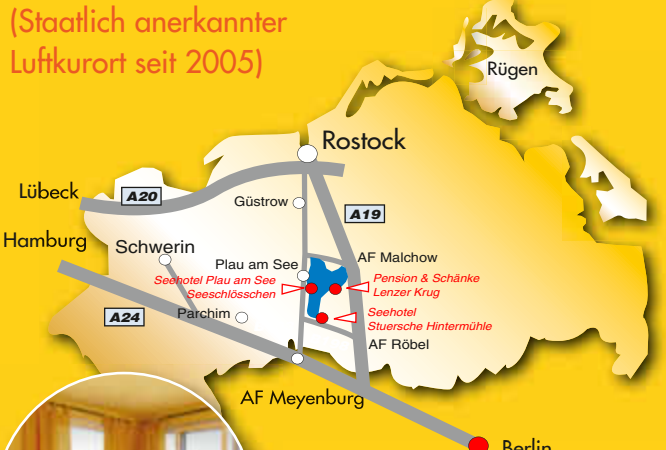 (Staatlich anerkannter
Luftkurort seit 2005)
Rügen
Rostock
Lübeck
A20
Güstrow
A19
Hamburg
Schwerin
Plau am See
AF Malchow
Seehotel Plau am See
Seeschlösschen
Pension & Schänke
Lenzer Krug
A24
Parchim
Seehotel
Stuersche Hintermühle
AF Röbel
AF Meyenburg
Berlin